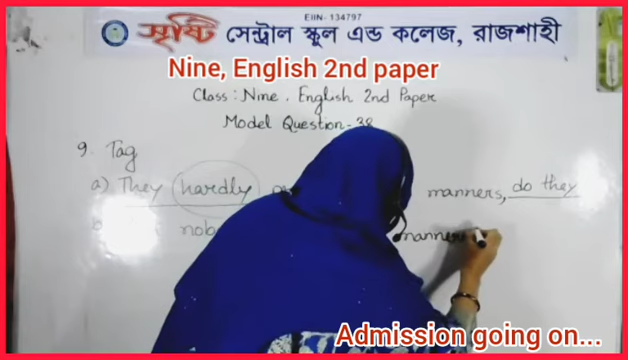 EIIN- 134797
সৃষ্টি সেন্ট্রাল স্কুল এন্ড কলেজ, রাজশাহী
Nine, English 2nd paper
Class : Nine . English 2nd Paper
Model Question - 38
9. Tag
a) They hardly manners, do they
manners
Admission going on...